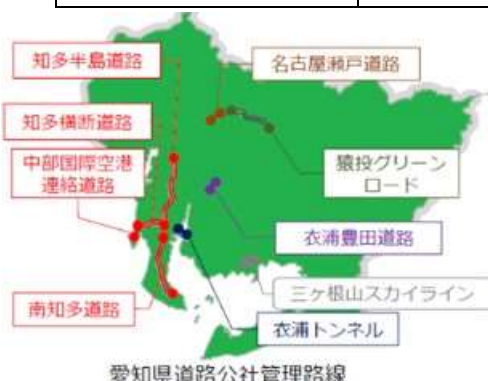 知多半島道路
名古屋瀬戸道路
知多横断道路
中部国際空港
連絡道路
猿投グリーン
ロード
衣浦豊田道路
三ヶ根山スカイライン
南知多道路
衣浦トンネル
愛知県道路公社管理路線